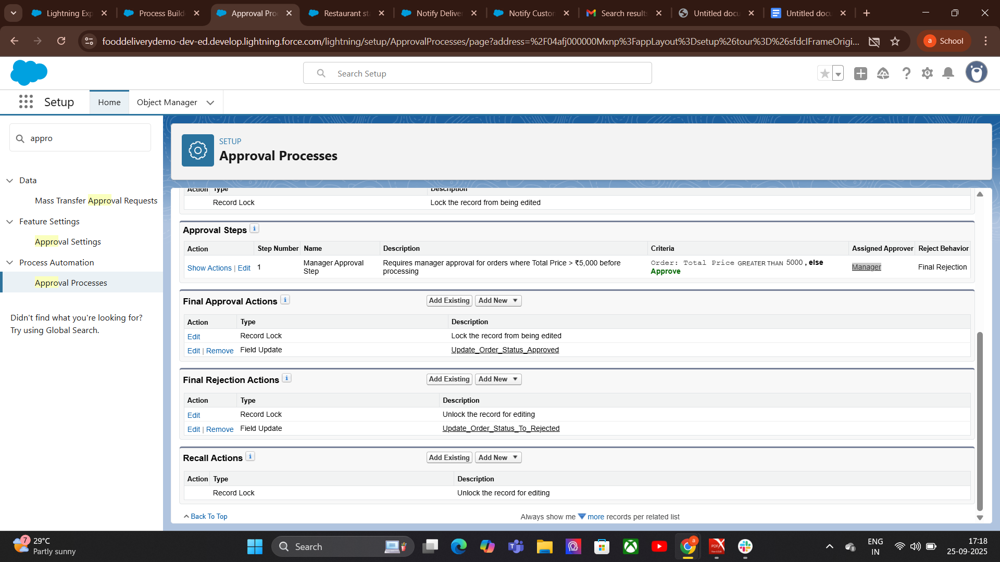 Lightning Exp
Process Build
Approval Pro
Restaurant st
Notify Deliver
Notify Custom
Search results
Untitled docu
Untitled docu
fooddeliverydemo-dev-ed.develop.lightning.force.com/lightning/setup/ApprovalProcesses/page?address=%2F04afj000000Mxnp%3FappLayout%3Dsetup%26tour%3D%26sfdcIFrameOrigi...
a School
Search Setup
Setup
Home
Object Manager
appro
Data
Mass Transfer Approval Requests
Feature Settings
Approval Settings
Process Automation
Approval Processes
Didn't find what you're looking for?
Try using Global Search.
SETUP
Approval Processes
Action Type Description
Record Lock Lock the record from being edited
Approval Steps i
Action Step Number Name Description Criteria Assigned Approver Reject Behavior
Show Actions | Edit 1 Manager Approval Step Requires manager approval for orders where Total Price > ₹5,000 before processing Order: Total Price GREATER THAN 5000 , else Approve Manager Final Rejection
Final Approval Actions i Add Existing Add New
Action Type Description
Edit Record Lock Lock the record from being edited
Edit | Remove Field Update Update_Order_Status_Approved
Final Rejection Actions i Add Existing Add New
Action Type Description
Edit Record Lock Unlock the record for editing
Edit | Remove Field Update Update_Order_Status_To_Rejected
Recall Actions i Add Existing Add New
Action Type Description
Record Lock Unlock the record for editing
Back To Top
Always show me more records per related list
7
29°C
Partly sunny
Search
a
PDF
ENG
IN
17:18
25-09-2025